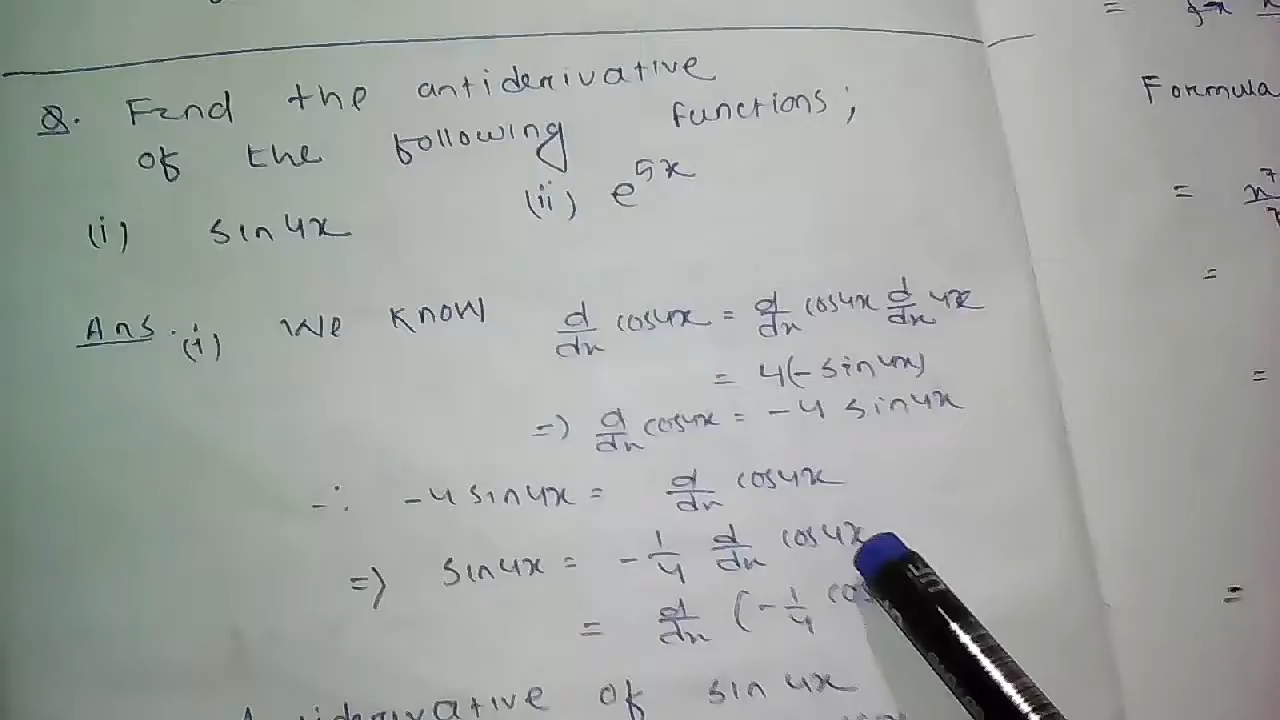 Q. Find the antiderivative
of the following functions;
(i) sin4x (ii) e^5x
Ans. (i) We know d/dx cos4x = d/dx cos4x d/dx 4x
= 4(-sin4x)
=> d/dx cos4x = -4 sin4x
∴ -4sin4x = d/dx cos4x
=> sin4x = -1/4 d/dx cos4x
= d/dx (-1/4
of sin4x
Formula
=
=
=
=